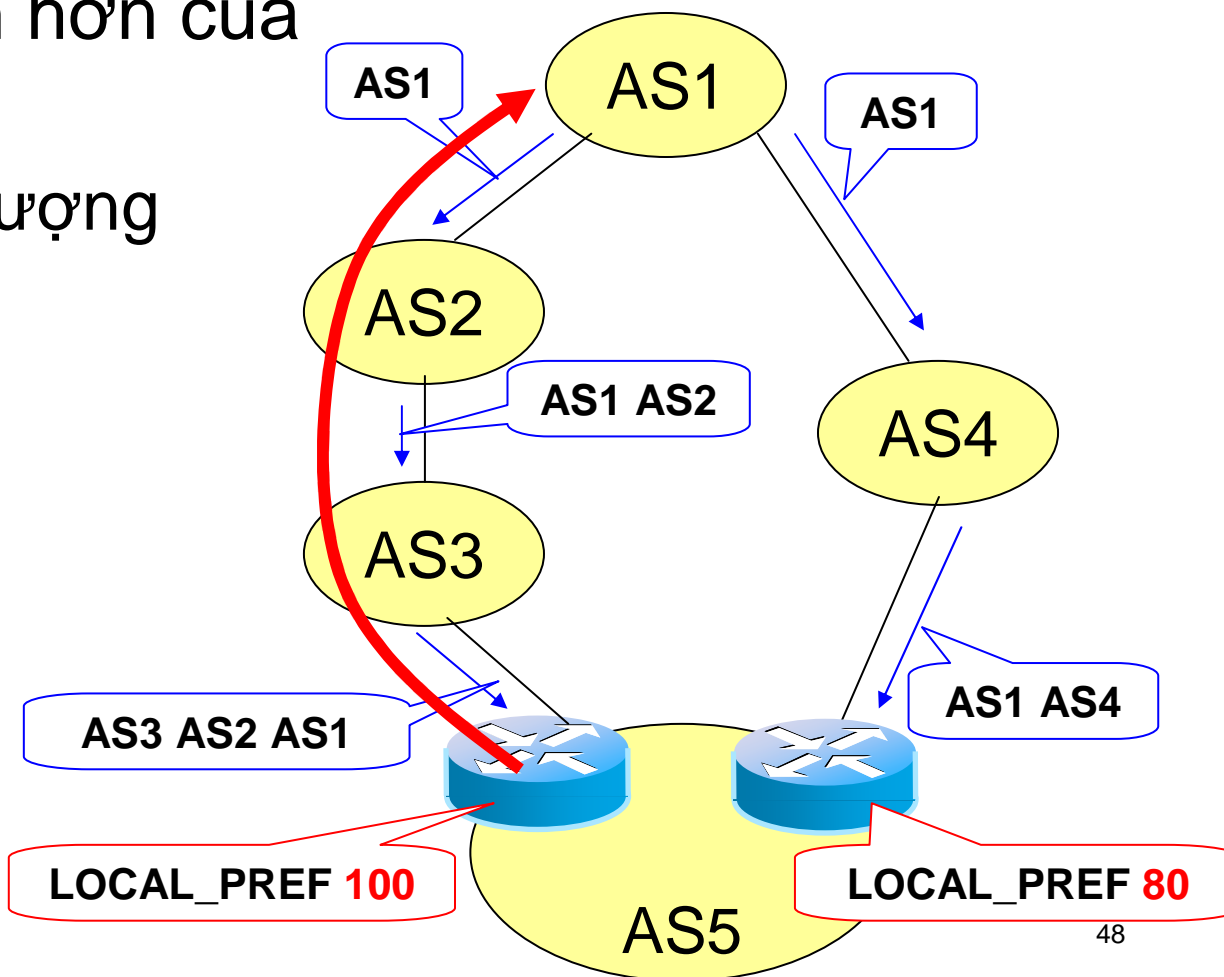 hơn của
AS1
AS1
AS1
ượng
AS2
AS1 AS2
AS4
AS3
AS3 AS2 AS1
AS1 AS4
LOCAL_PREF 100
LOCAL_PREF 80
AS5
48